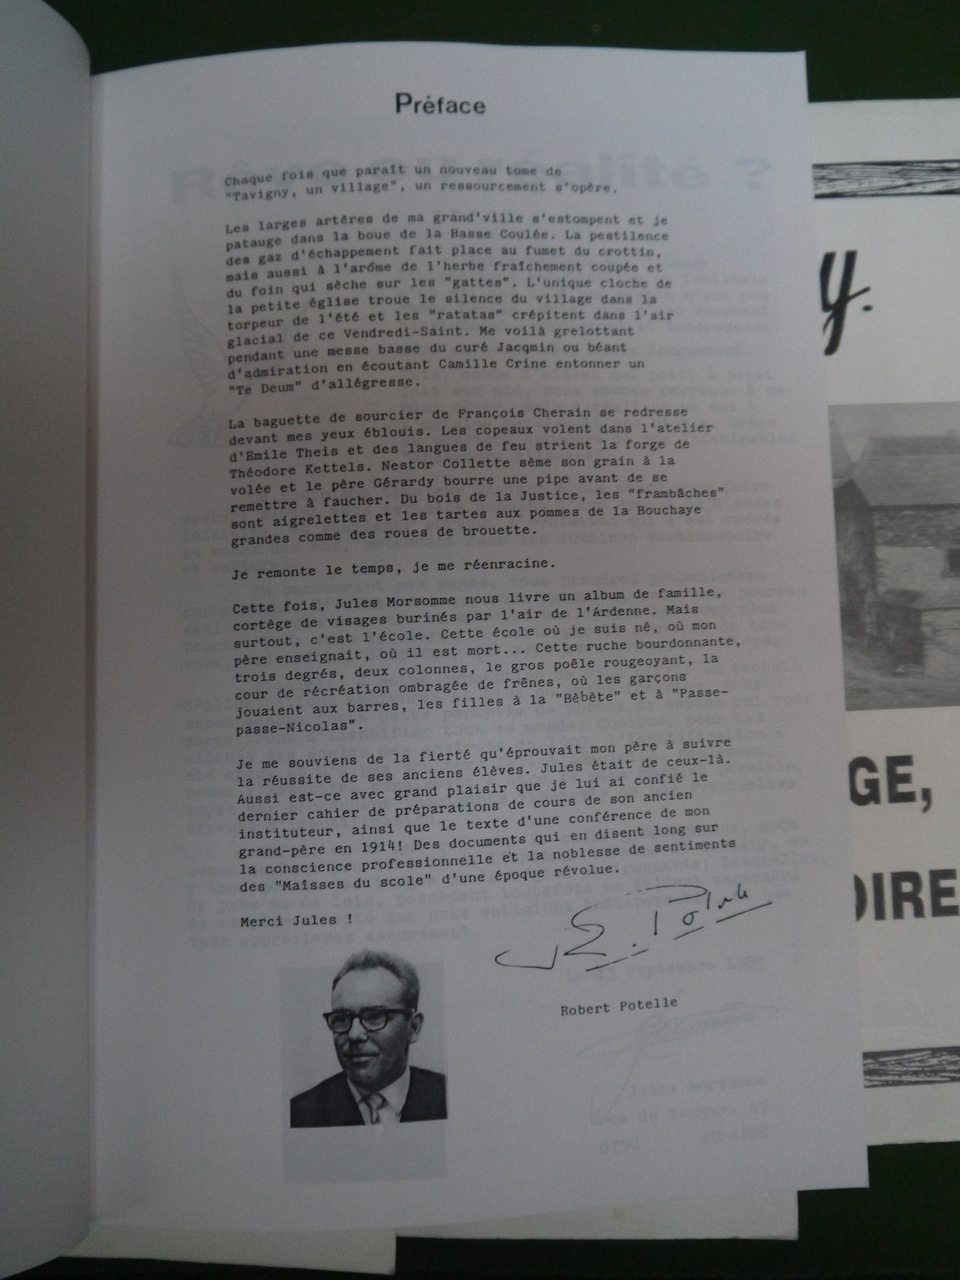 Préface
Chaque fois que paraît un nouveau tome de
"Tavigny, un village", un ressourcement s'opère.
Les larges artères de ma grand'ville s'estompent et je
patauge dans la boue de la Basse Coulée. La pestilence
des gaz d'échappement fait place au fumet du crottin,
mais aussi à l'arôme de l'herbe fraîchement coupée et
du foin qui sèche sur les "gattes". L'unique cloche de
la petite église troue le silence du village dans la
torpeur de l'été et les "ratatas" crépitent dans l'air
glacial de ce Vendredi-Saint. Me voilà grelottant
pendant une messe basse du curé Jacqmin ou béant
d'admiration en écoutant Camille Crine entonner un
"Te Deum" d'allégresse.
La baguette de sourcier de François Cherain se redresse
devant mes yeux éblouis. Les copeaux volent dans l'atelier
d'Emile Theis et des langues de feu strient la forge de
Théodore Kettels. Nestor Collette sème son grain à la
volée et le père Gérardy bourre une pipe avant de se
remettre à faucher. Du bois de la Justice, les "frambâches"
sont aigrelettes et les tartes aux pommes de la Bouchaye
grandes comme des roues de brouette.
Je remonte le temps, je me réenracine.
Cette fois, Jules Morsomme nous livre un album de famille,
cortège de visages burinés par l'air de l'Ardenne. Mais
surtout, c'est l'école. Cette école où je suis né, où mon
père enseignait, où il est mort... Cette ruche bourdonnante,
trois degrés, deux colonnes, le gros poêle rougeoyant, la
cour de récréation ombragée de frênes, où les garçons
jouaient aux barres, les filles à la "Bèbète" et à "Passe-
passe-Nicolas".
Je me souviens de la fierté qu'éprouvait mon père à suivre
la réussite de ses anciens élèves. Jules était de ceux-là.
Aussi est-ce avec grand plaisir que je lui ai confié le
dernier cahier de préparations de cours de son ancien
instituteur, ainsi que le texte d'une conférence de mon
grand-père en 1914! Des documents qui en disent long sur
la conscience professionnelle et la noblesse de sentiments
des "Maîsses du scole" d'une époque révolue.
Merci Jules !
Robert Potelle
y.
GE,
OIRE